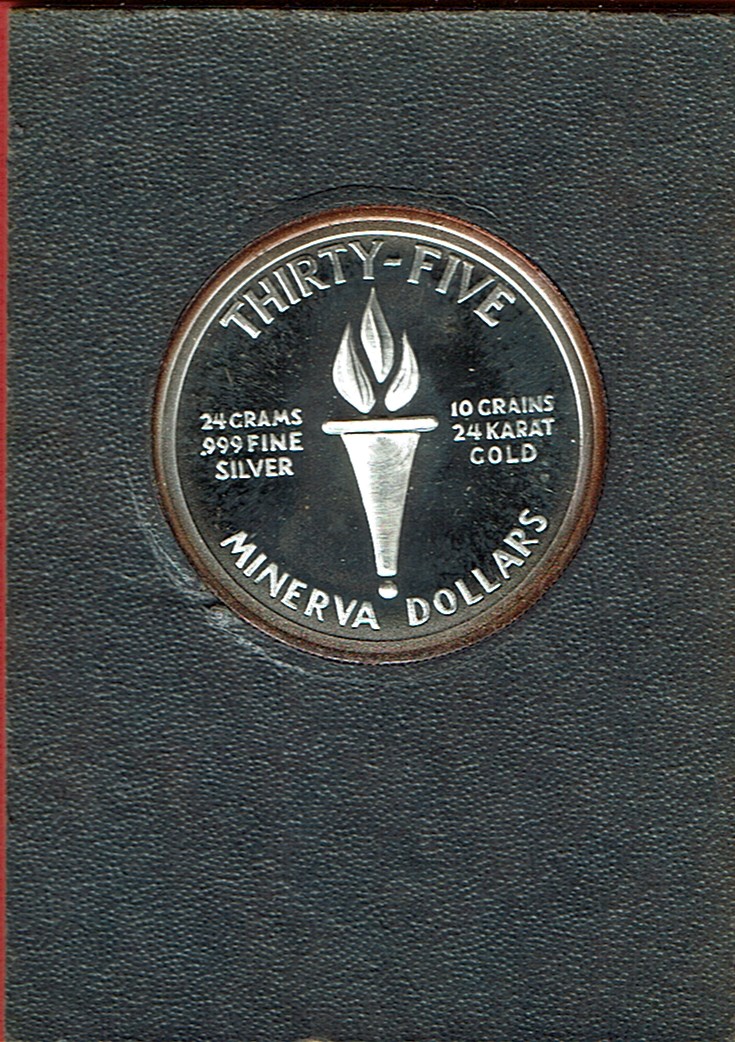 THIRTY-FIVE
24 GRAMS
.999 FINE
SILVER
10 GRAINS
24 KARAT
GOLD
MINERVA DOLLARS